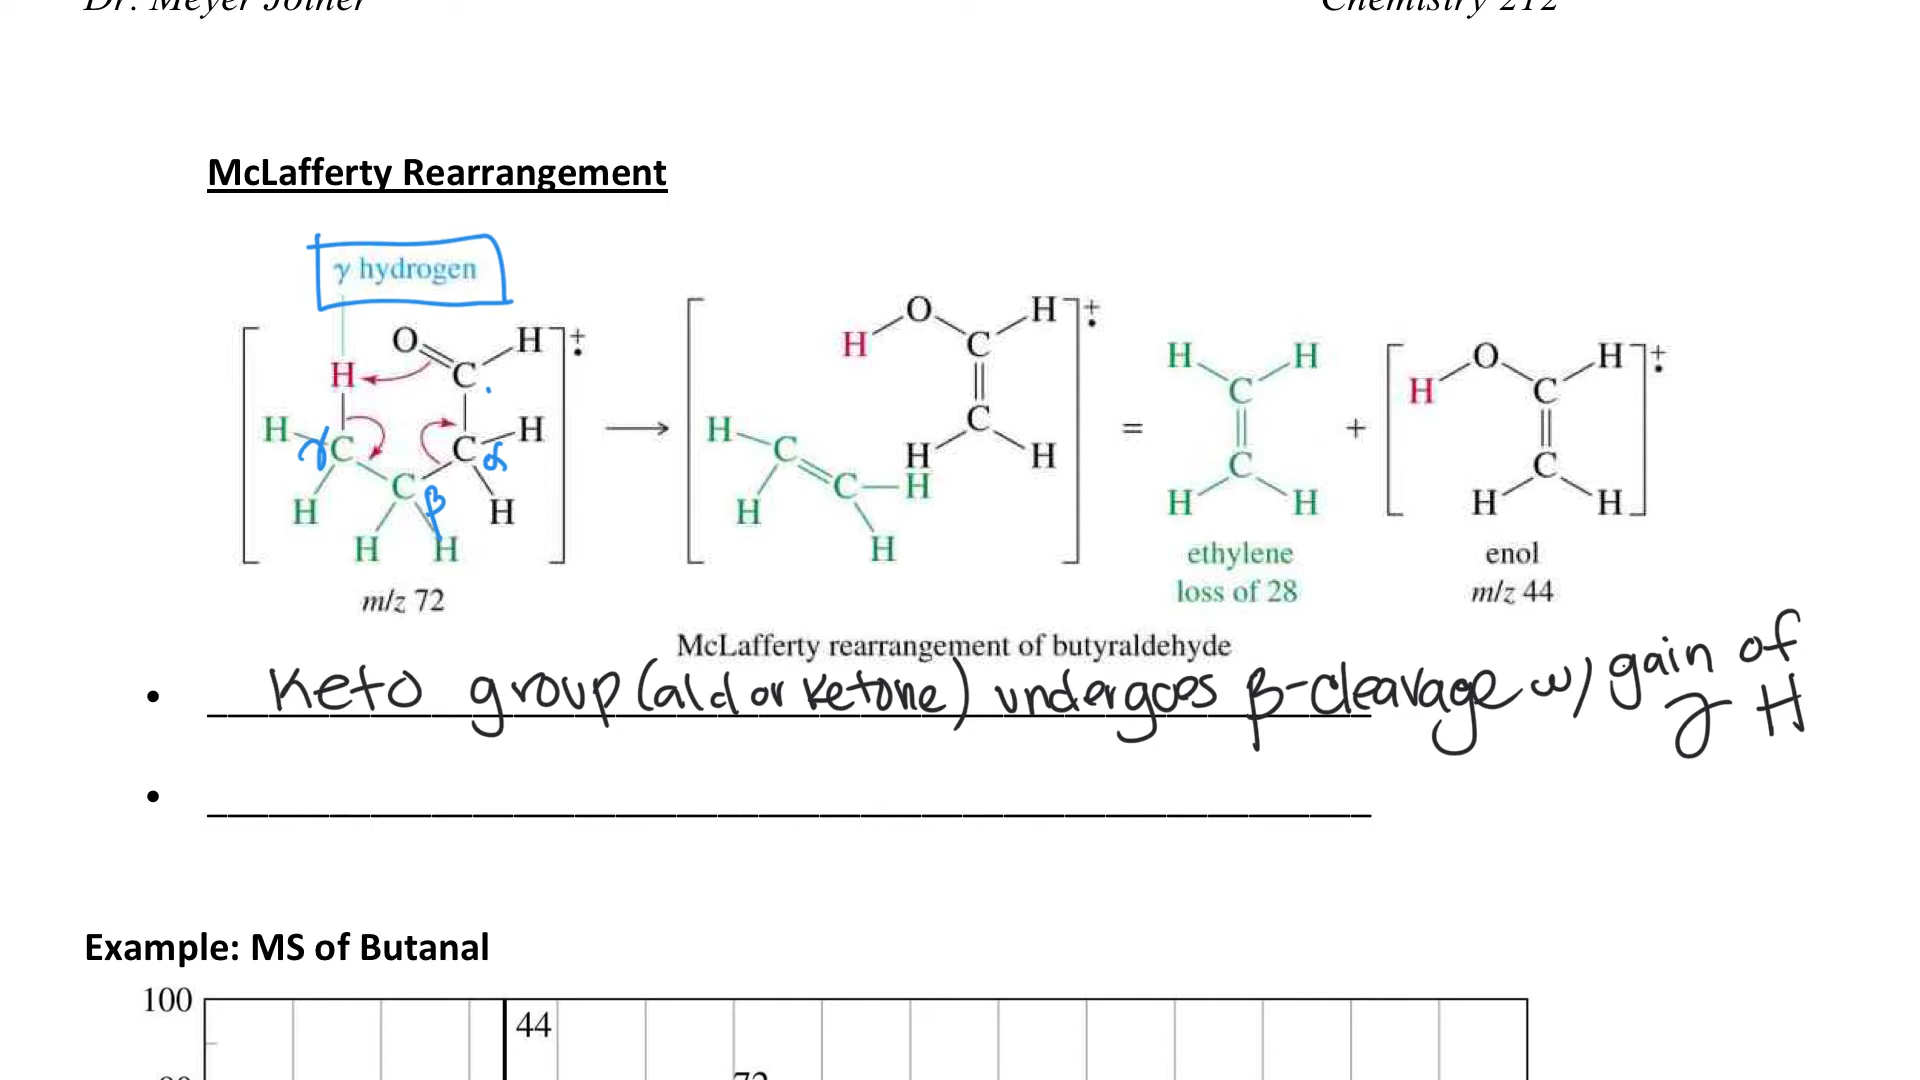 Dr. Meyer Joiner Chemistry 212
McLafferty Rearrangement
γ hydrogen
O H ‡ H O H ‡ H H H O H ‡
H C C C H C
H C C H H C C H H C + C
= H C—H H H H H
H H H H H
H H H
ethylene enol
m/z 72 loss of 28 m/z 44
γ α β
McLafferty rearrangement of butyraldehyde
• Keto group (ald or ketone) undergoes β-cleavage w/ gain of
γ H
•
Example: MS of Butanal
100
44
72